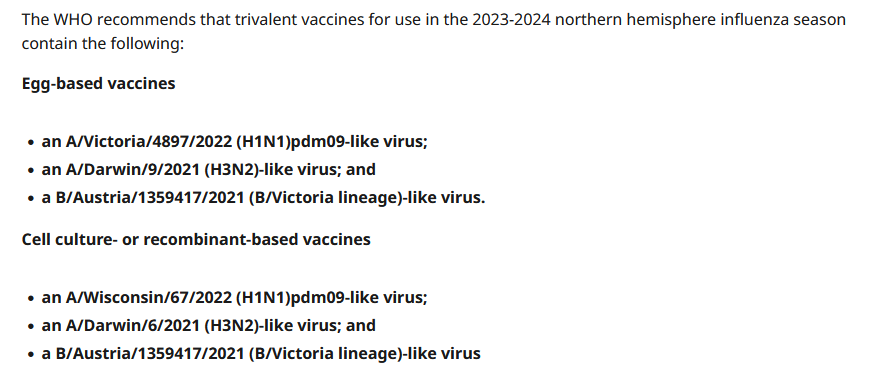 The WHO recommends that trivalent vaccines for use in the 2023-2024 northern hemisphere influenza season
contain the following:
Egg-based vaccines
• an A/Victoria/4897/2022 (H1N1)pdm09-like virus;
• an A/Darwin/9/2021 (H3N2)-like virus; and
• a B/Austria/1359417/2021 (B/Victoria lineage)-like virus.
Cell culture- or recombinant-based vaccines
• an A/Wisconsin/67/2022 (H1N1)pdm09-like virus;
• an A/Darwin/6/2021 (H3N2)-like virus; and
• a B/Austria/1359417/2021 (B/Victoria lineage)-like virus